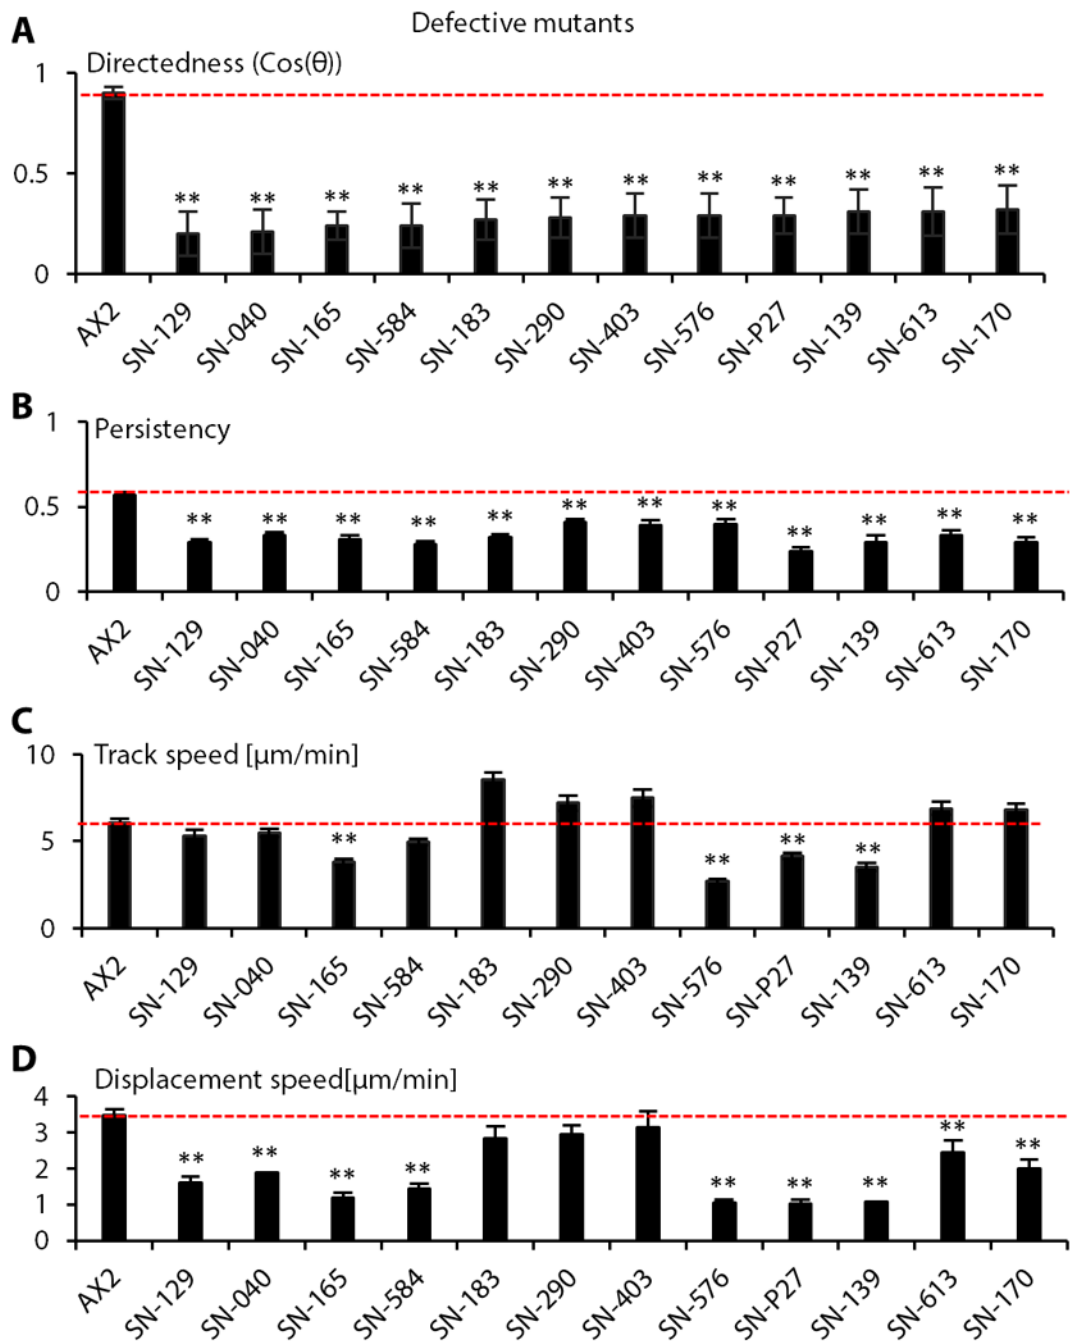 A
Defective mutants
Directedness (Cos(θ))
1
0.5
0
** ** ** ** ** ** ** ** ** ** ** **
AX2 SN-129 SN-040 SN-165 SN-584 SN-183 SN-290 SN-403 SN-576 SN-P27 SN-139 SN-613 SN-170
B
Persistency
1
0.5
0
** ** ** ** ** ** ** ** ** ** ** **
AX2 SN-129 SN-040 SN-165 SN-584 SN-183 SN-290 SN-403 SN-576 SN-P27 SN-139 SN-613 SN-170
C
Track speed [µm/min]
10
5
0
** ** ** **
AX2 SN-129 SN-040 SN-165 SN-584 SN-183 SN-290 SN-403 SN-576 SN-P27 SN-139 SN-613 SN-170
D
Displacement speed[µm/min]
4
3
2
1
0
** ** ** ** ** ** ** ** **
AX2 SN-129 SN-040 SN-165 SN-584 SN-183 SN-290 SN-403 SN-576 SN-P27 SN-139 SN-613 SN-170